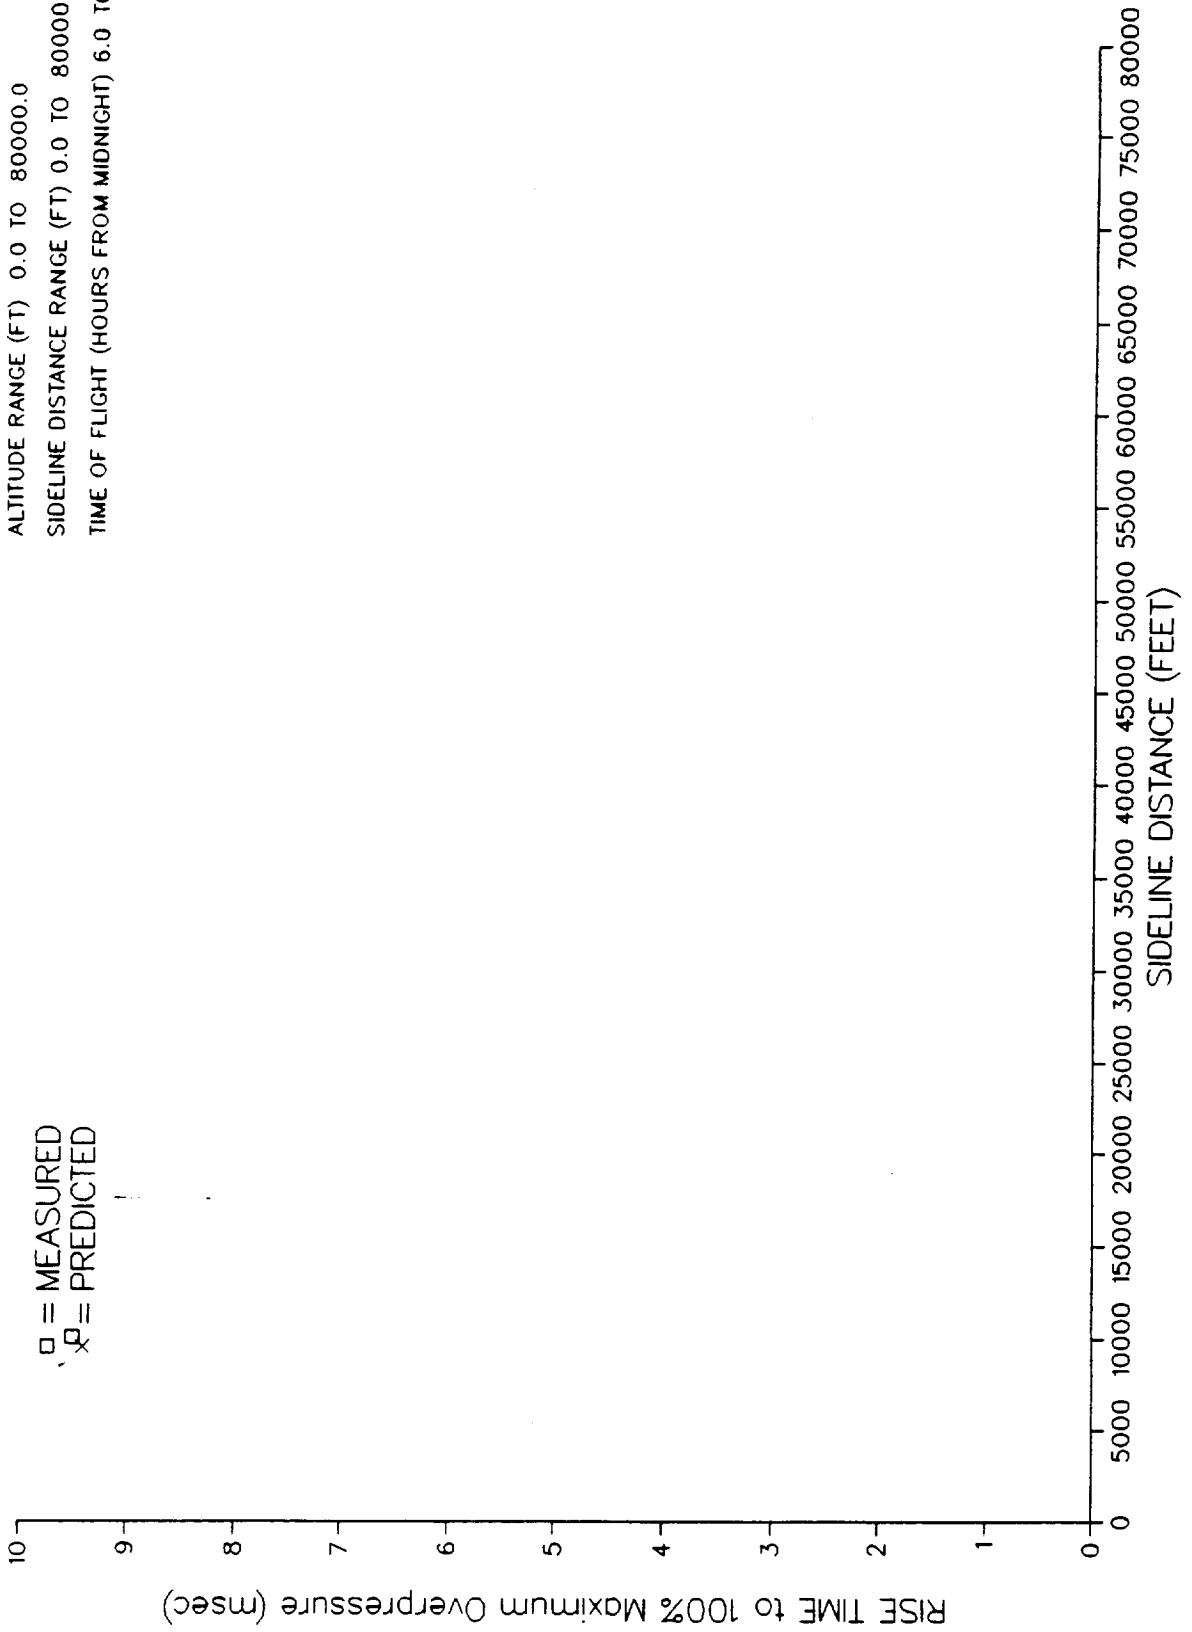 ALTITUDE RANGE (FT) 0.0 TO 80000.0
SIDELINE DISTANCE RANGE (FT) 0.0 TO 80000
TIME OF FLIGHT (HOURS FROM MIDNIGHT) 6.0
□ = MEASURED
× = PREDICTED
RISE TIME to 100% Maximum Overpressure (msec)
10
9
8
7
6
5
4
3
2
1
0
0 5000 10000 15000 20000 25000 30000 35000 40000 45000 50000 55000 60000 65000 70000 75000 80000
SIDELINE DISTANCE (FEET)